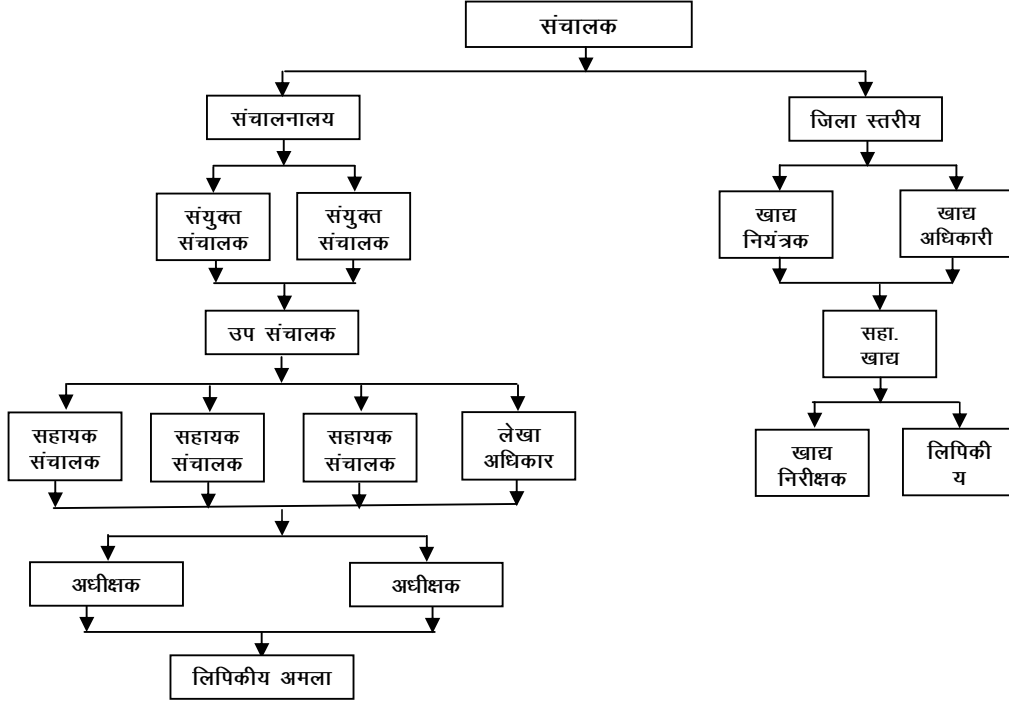 संचालक
संचालनालय
जिला स्तरीय
संयुक्त
संचालक
संयुक्त
संचालक
खाद्य
नियंत्रक
खाद्य
अधिकारी
उप संचालक
सहा.
खाद्य
सहायक
संचालक
सहायक
संचालक
सहायक
संचालक
लेखा
अधिकार
खाद्य
निरीक्षक
लिपिकी
य
अधीक्षक
अधीक्षक
लिपिकीय अमला